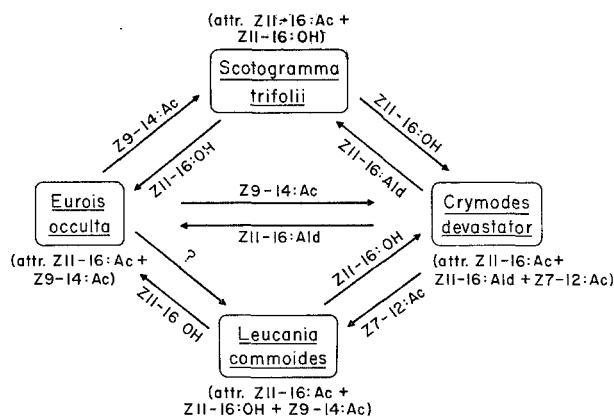 (attr. Z11-16:Ac +
Z11-16:OH)
Scotogramma
trifolii
Z9-14:Ac
Z11-16:OH
Z11-16:OH
Z11-16:Ald
Z9-14:Ac
Z11-16:Ald
Eurois
occulta
(attr. Z11-16:Ac +
Z9-14:Ac)
Crymodes
devastator
(attr. Z11-16:Ac+
Z11-16:Ald + Z7-12:Ac)
?
Z11-16 OH
Z11-16:OH
Z7-12:Ac
Leucania
commoides
(attr. Z11-16:Ac +
Z11-16:OH + Z9-14:Ac)